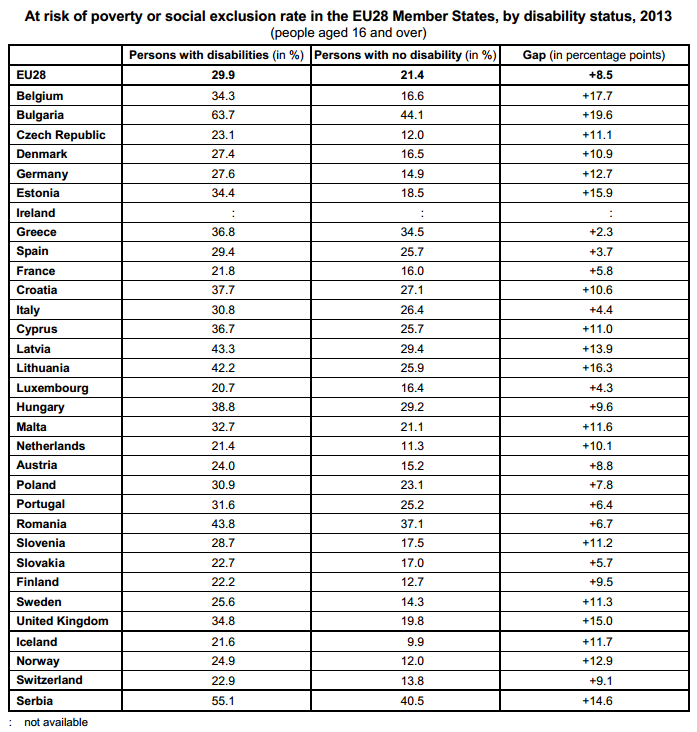 At risk of poverty or social exclusion rate in the EU28 Member States, by disability status, 2013
(people aged 16 and over)
Persons with disabilities (in %) Persons with no disability (in %) Gap (in percentage points)
EU28 29.9 21.4 +8.5
Belgium 34.3 16.6 +17.7
Bulgaria 63.7 44.1 +19.6
Czech Republic 23.1 12.0 +11.1
Denmark 27.4 16.5 +10.9
Germany 27.6 14.9 +12.7
Estonia 34.4 18.5 +15.9
Ireland : : :
Greece 36.8 34.5 +2.3
Spain 29.4 25.7 +3.7
France 21.8 16.0 +5.8
Croatia 37.7 27.1 +10.6
Italy 30.8 26.4 +4.4
Cyprus 36.7 25.7 +11.0
Latvia 43.3 29.4 +13.9
Lithuania 42.2 25.9 +16.3
Luxembourg 20.7 16.4 +4.3
Hungary 38.8 29.2 +9.6
Malta 32.7 21.1 +11.6
Netherlands 21.4 11.3 +10.1
Austria 24.0 15.2 +8.8
Poland 30.9 23.1 +7.8
Portugal 31.6 25.2 +6.4
Romania 43.8 37.1 +6.7
Slovenia 28.7 17.5 +11.2
Slovakia 22.7 17.0 +5.7
Finland 22.2 12.7 +9.5
Sweden 25.6 14.3 +11.3
United Kingdom 34.8 19.8 +15.0
Iceland 21.6 9.9 +11.7
Norway 24.9 12.0 +12.9
Switzerland 22.9 13.8 +9.1
Serbia 55.1 40.5 +14.6
: not available